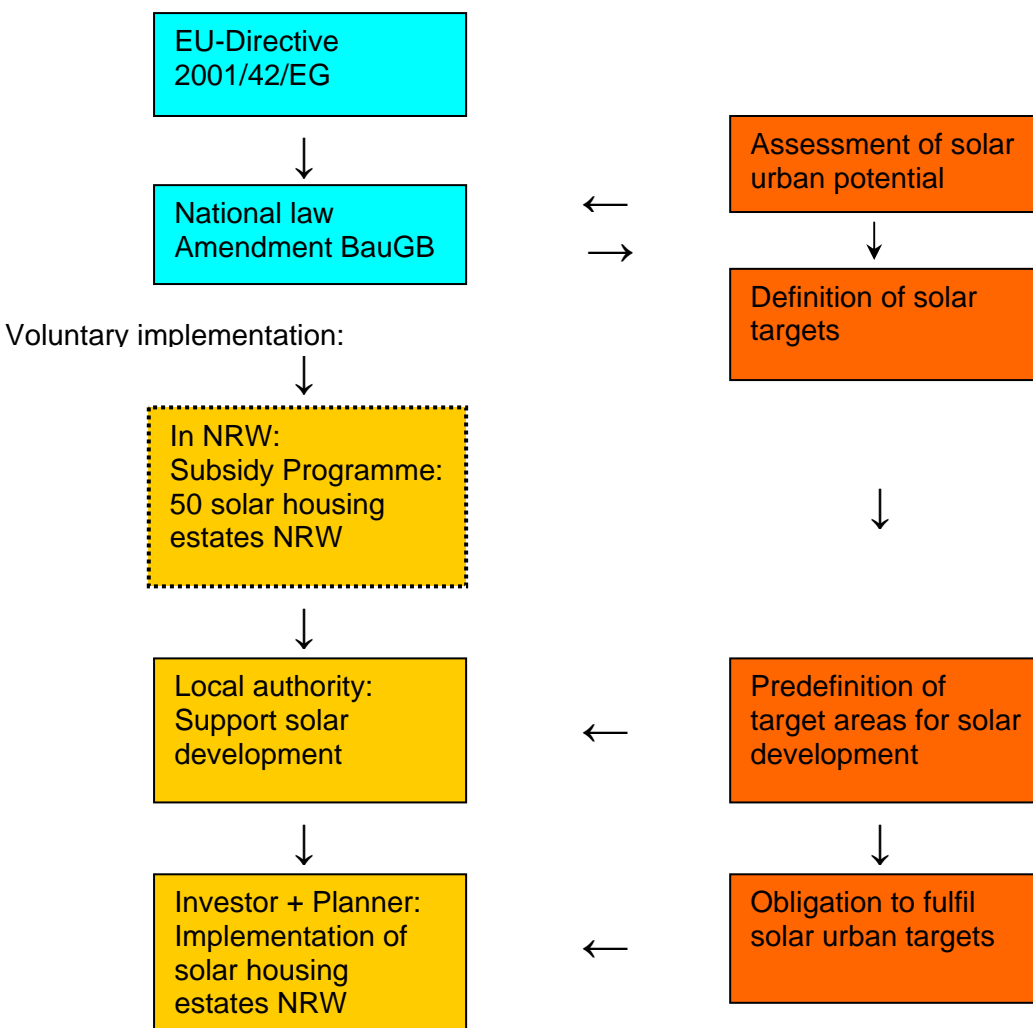 EU-Directive
2001/42/EG
↓
Assessment of solar
urban potential
National law
Amendment BauGB
←
→
↓
Definition of solar
targets
Voluntary implementation:
↓
In NRW:
Subsidy Programme:
50 solar housing
estates NRW
↓
↓
Local authority:
Support solar
development
←
Predefinition of
target areas for solar
development
↓
↓
Investor + Planner:
Implementation of
solar housing
estates NRW
←
Obligation to fulfil
solar urban targets